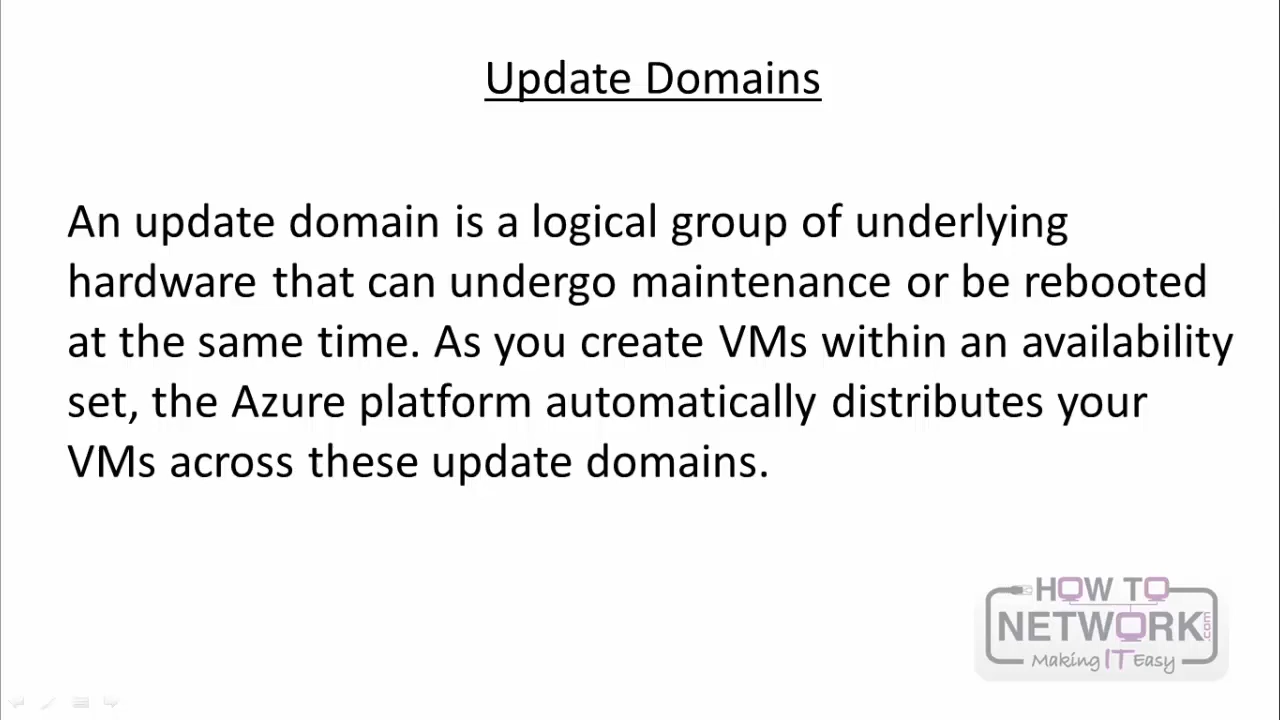 Update Domains
An update domain is a logical group of underlying
hardware that can undergo maintenance or be rebooted
at the same time. As you create VMs within an availability
set, the Azure platform automatically distributes your
VMs across these update domains.
HOW TO
NETWORK.com
Making IT Easy